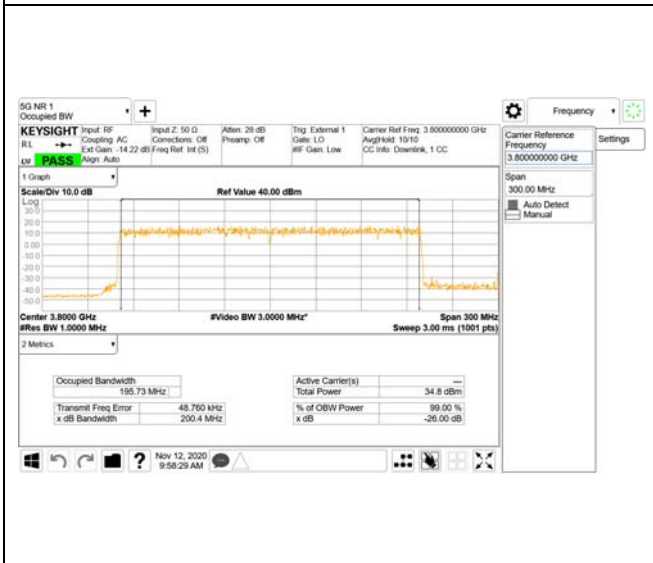 5G NR 1
Occupied BW
Frequency
KEYSIGHT Input: RF Input Z: 50 Ω Atten: 28 dB Trig: External 1 Carrier Ref Freq: 3.800000000 GHz
RL Coupling: AC Corrections: Off Preamp: Off Gate: LO Avg|Hold: 10/10
Ext Gain: -14.22 dB Freq Ref: Int (S) #IF Gain: Low CC Info: Downlink, 1 CC
PASS Align: Auto
Carrier Reference
Frequency
3.800000000 GHz
Settings
Span
300.00 MHz
Auto Detect
Manual
1 Graph
Scale/Div 10.0 dB Ref Value 40.00 dBm
Log
30.0
20.0
10.0
0.00
-10.0
-20.0
-30.0
-40.0
-50.0
Center 3.8000 GHz #Video BW 3.0000 MHz* Span 300 MHz
#Res BW 1.0000 MHz Sweep 3.00 ms (1001 pts)
2 Metrics
Occupied Bandwidth Active Carrier(s) ---
195.73 MHz Total Power 34.8 dBm
Transmit Freq Error 48.760 kHz % of OBW Power 99.00 %
x dB Bandwidth 200.4 MHz x dB -26.00 dB
? Nov 12, 2020
9:58:29 AM